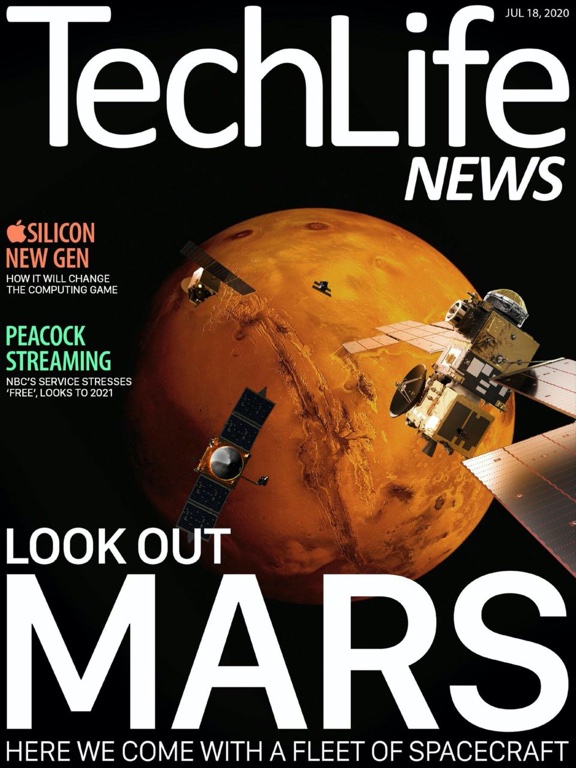 JUL 18, 2020
TechLife
NEWS
SILICON
NEW GEN
HOW IT WILL CHANGE
THE COMPUTING GAME
PEACOCK
STREAMING
NBC'S SERVICE STRESSES
'FREE', LOOKS TO 2021
LOOK OUT
MARS
HERE WE COME WITH A FLEET OF SPACECRAFT